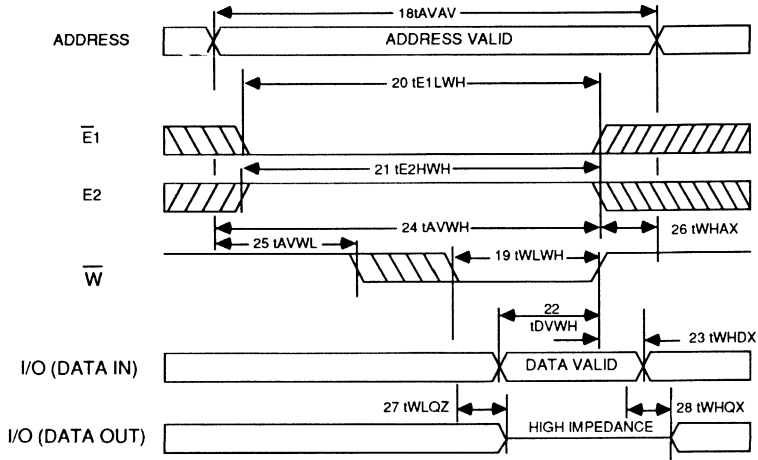 18tAVAV
ADDRESS
ADDRESS VALID
20 tE1LWH
E1
21 tE2HWH
E2
24 tAVWH
26 tWHAX
25 tAVWL
19 tWLWH
W
22
tDVWH
23 tWHDX
I/O (DATA IN)
DATA VALID
27 tWLQZ
28 tWHQX
HIGH IMPEDANCE
I/O (DATA OUT)